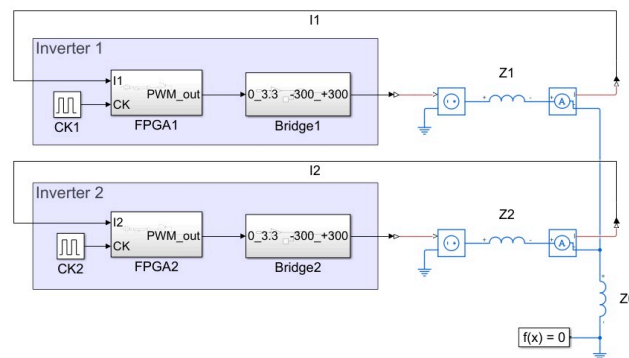 I1
Inverter 1
I1
PWM_out
CK
FPGA1
CK1
0_3.3 -300_+300
Bridge1
Z1
A
I2
Inverter 2
I2
PWM_out
CK
FPGA2
CK2
0_3.3 -300_+300
Bridge2
Z2
A
f(x) = 0